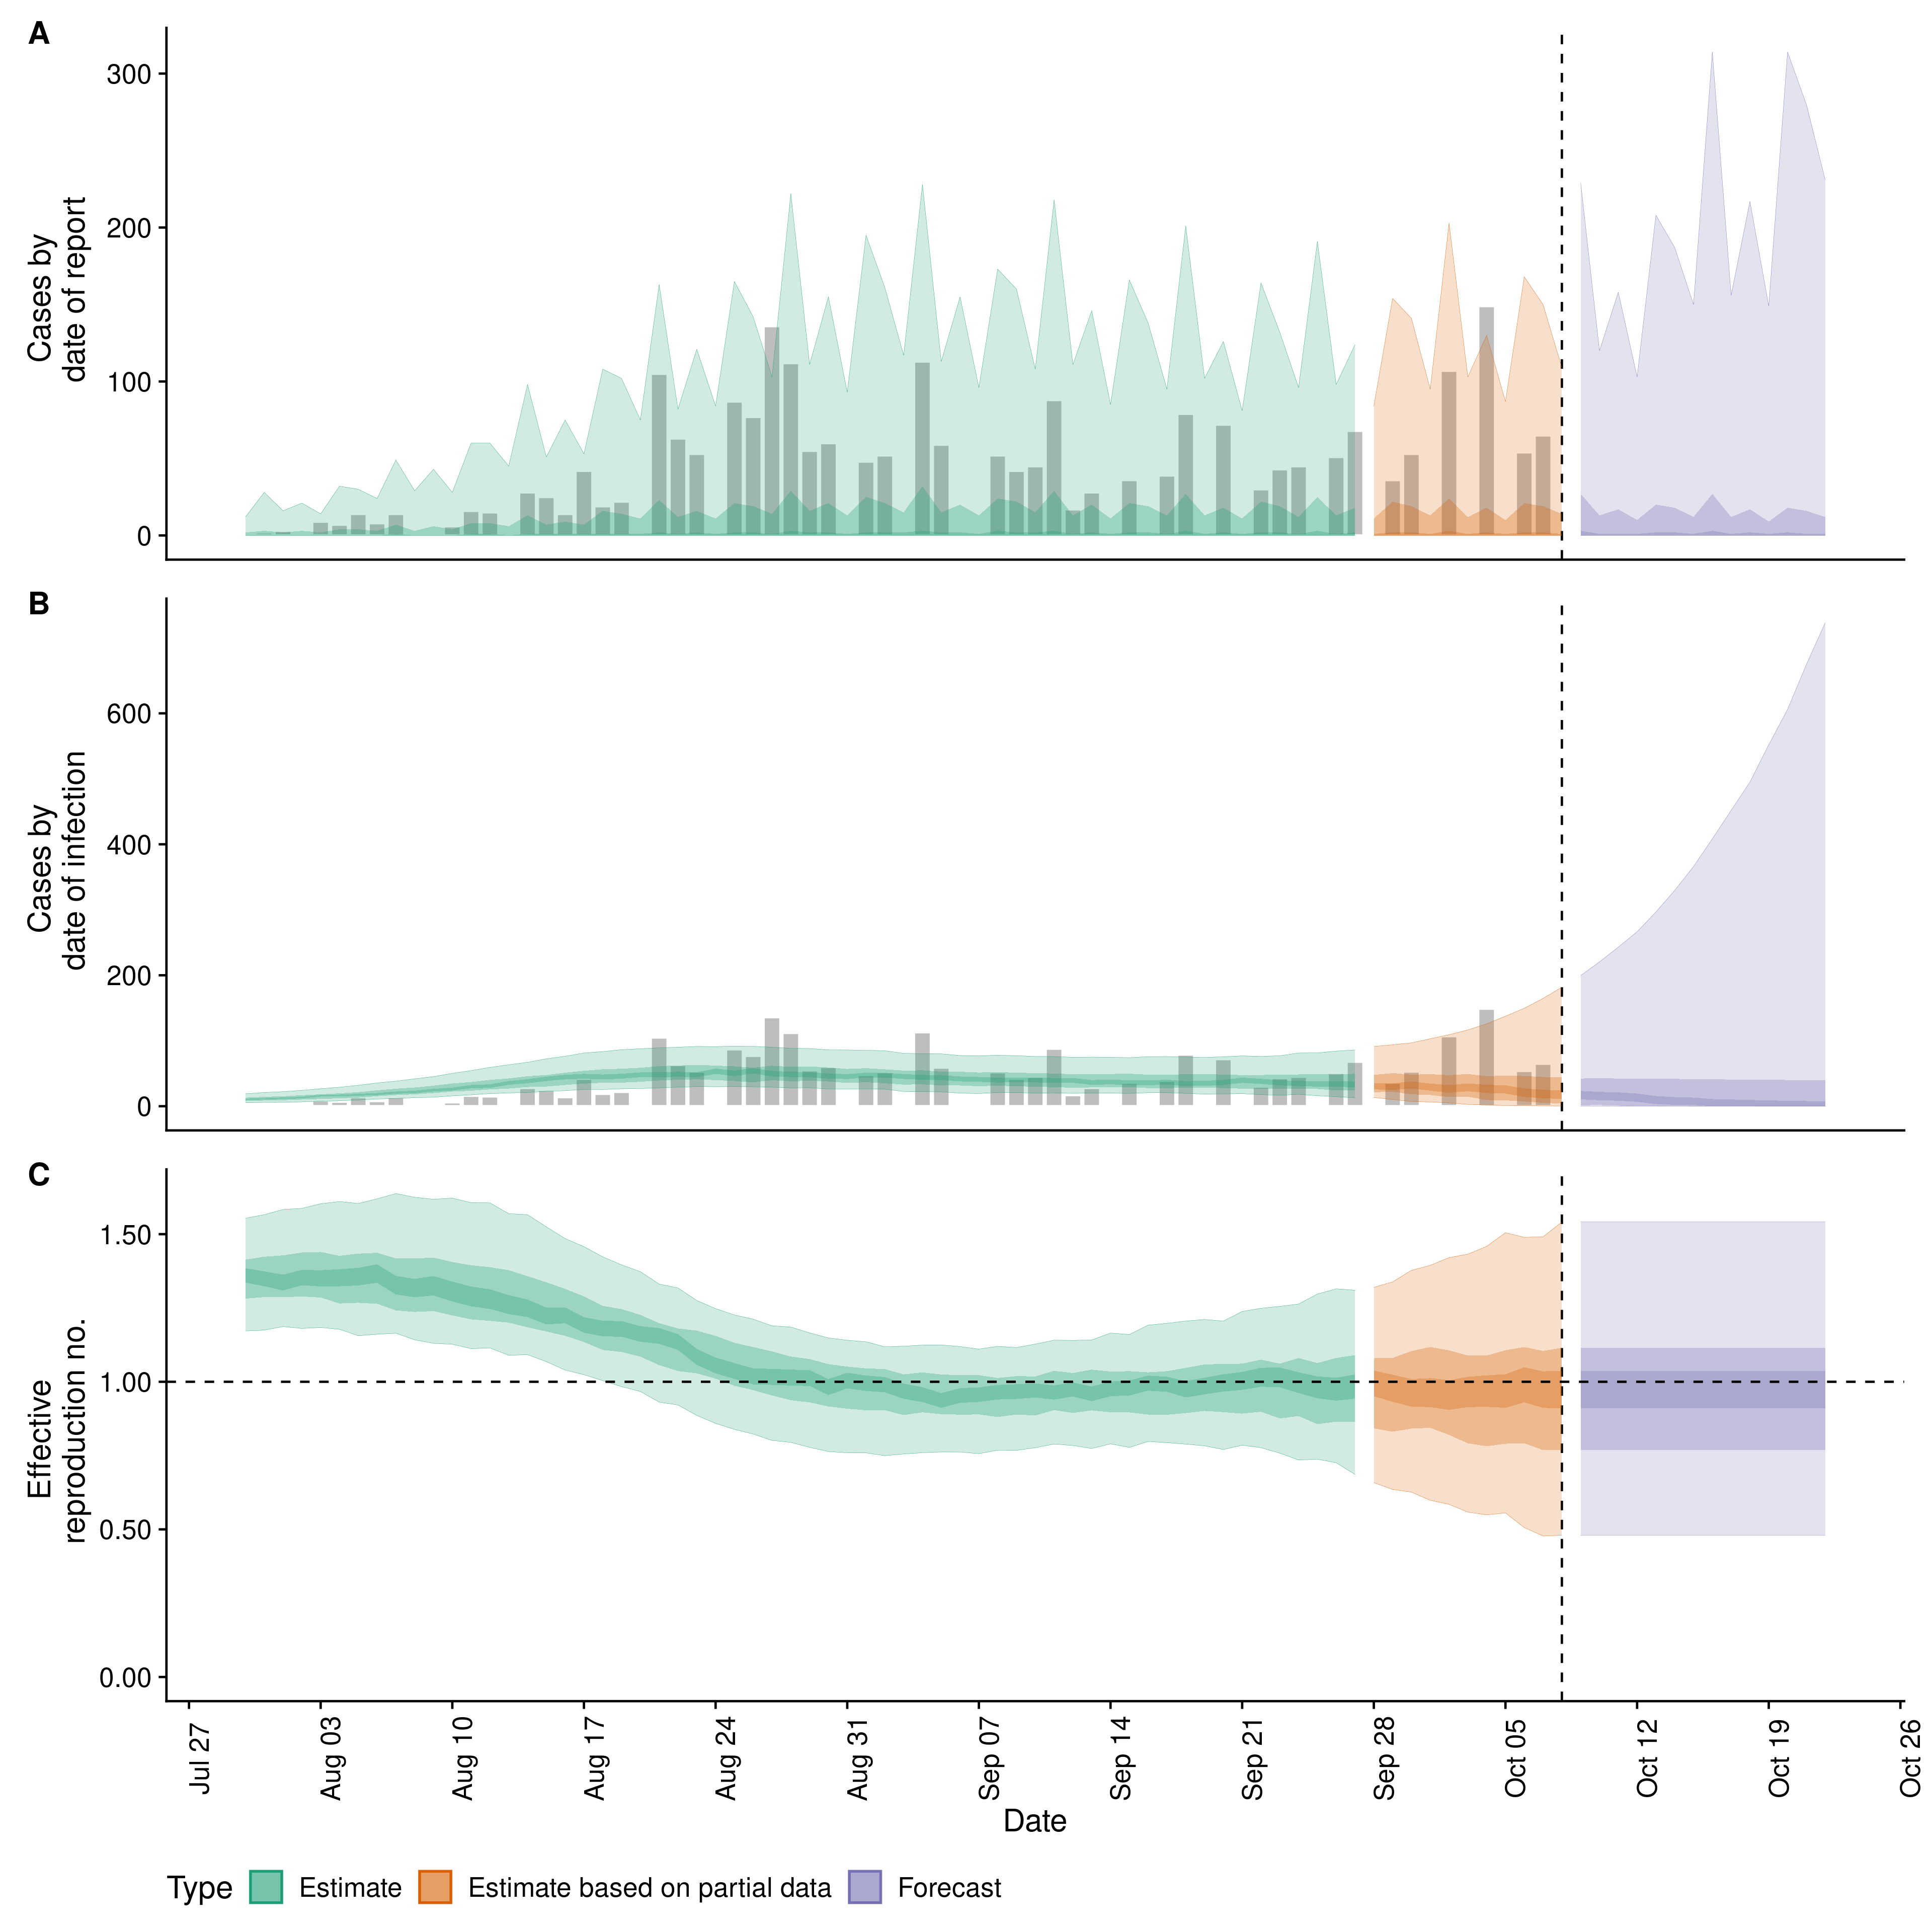 A
Cases by
date of report
300
200
100
0
B
Cases by
date of infection
600
400
200
0
C
Effective
reproduction no.
1.50
1.00
0.50
0.00
Jul 27
Aug 03
Aug 10
Aug 17
Aug 24
Aug 31
Sep 07
Sep 14
Sep 21
Sep 28
Oct 05
Oct 12
Oct 19
Oct 26
Date
Type Estimate Estimate based on partial data Forecast